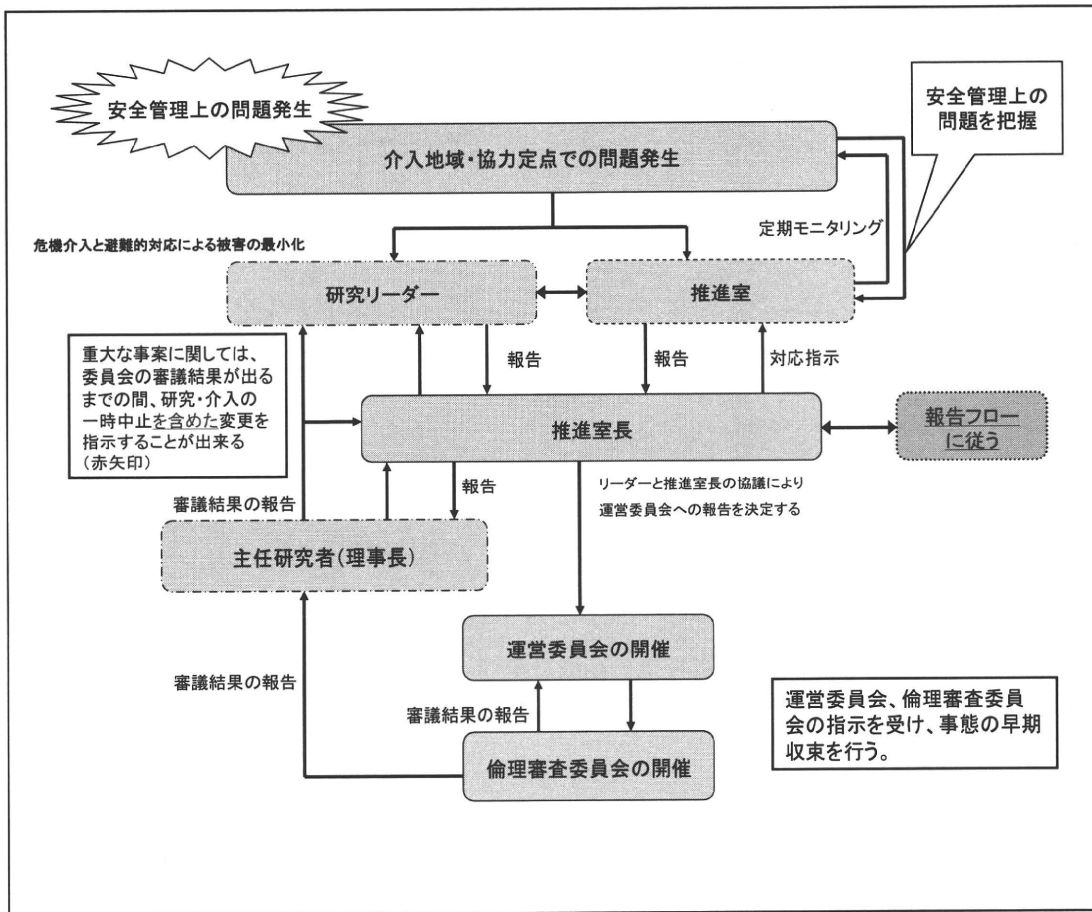 安全管理上の問題発生
安全管理上の
問題を把握
介入地域・協力定点での問題発生
定期モニタリング
危機介入と避難的対応による被害の最小化
研究リーダー
推進室
重大な事案に関しては、
委員会の審議結果が出る
までの間、研究・介入の
一時中止を含めた変更を
指示することが出来る
(赤矢印)
報告
報告
対応指示
推進室長
報告フロー
に従う
審議結果の報告
報告
リーダーと推進室長の協議により
運営委員会への報告を決定する
主任研究者(理事長)
運営委員会の開催
審議結果の報告
審議結果の報告
運営委員会、倫理審査委員
会の指示を受け、事態の早期
収束を行う。
倫理審査委員会の開催